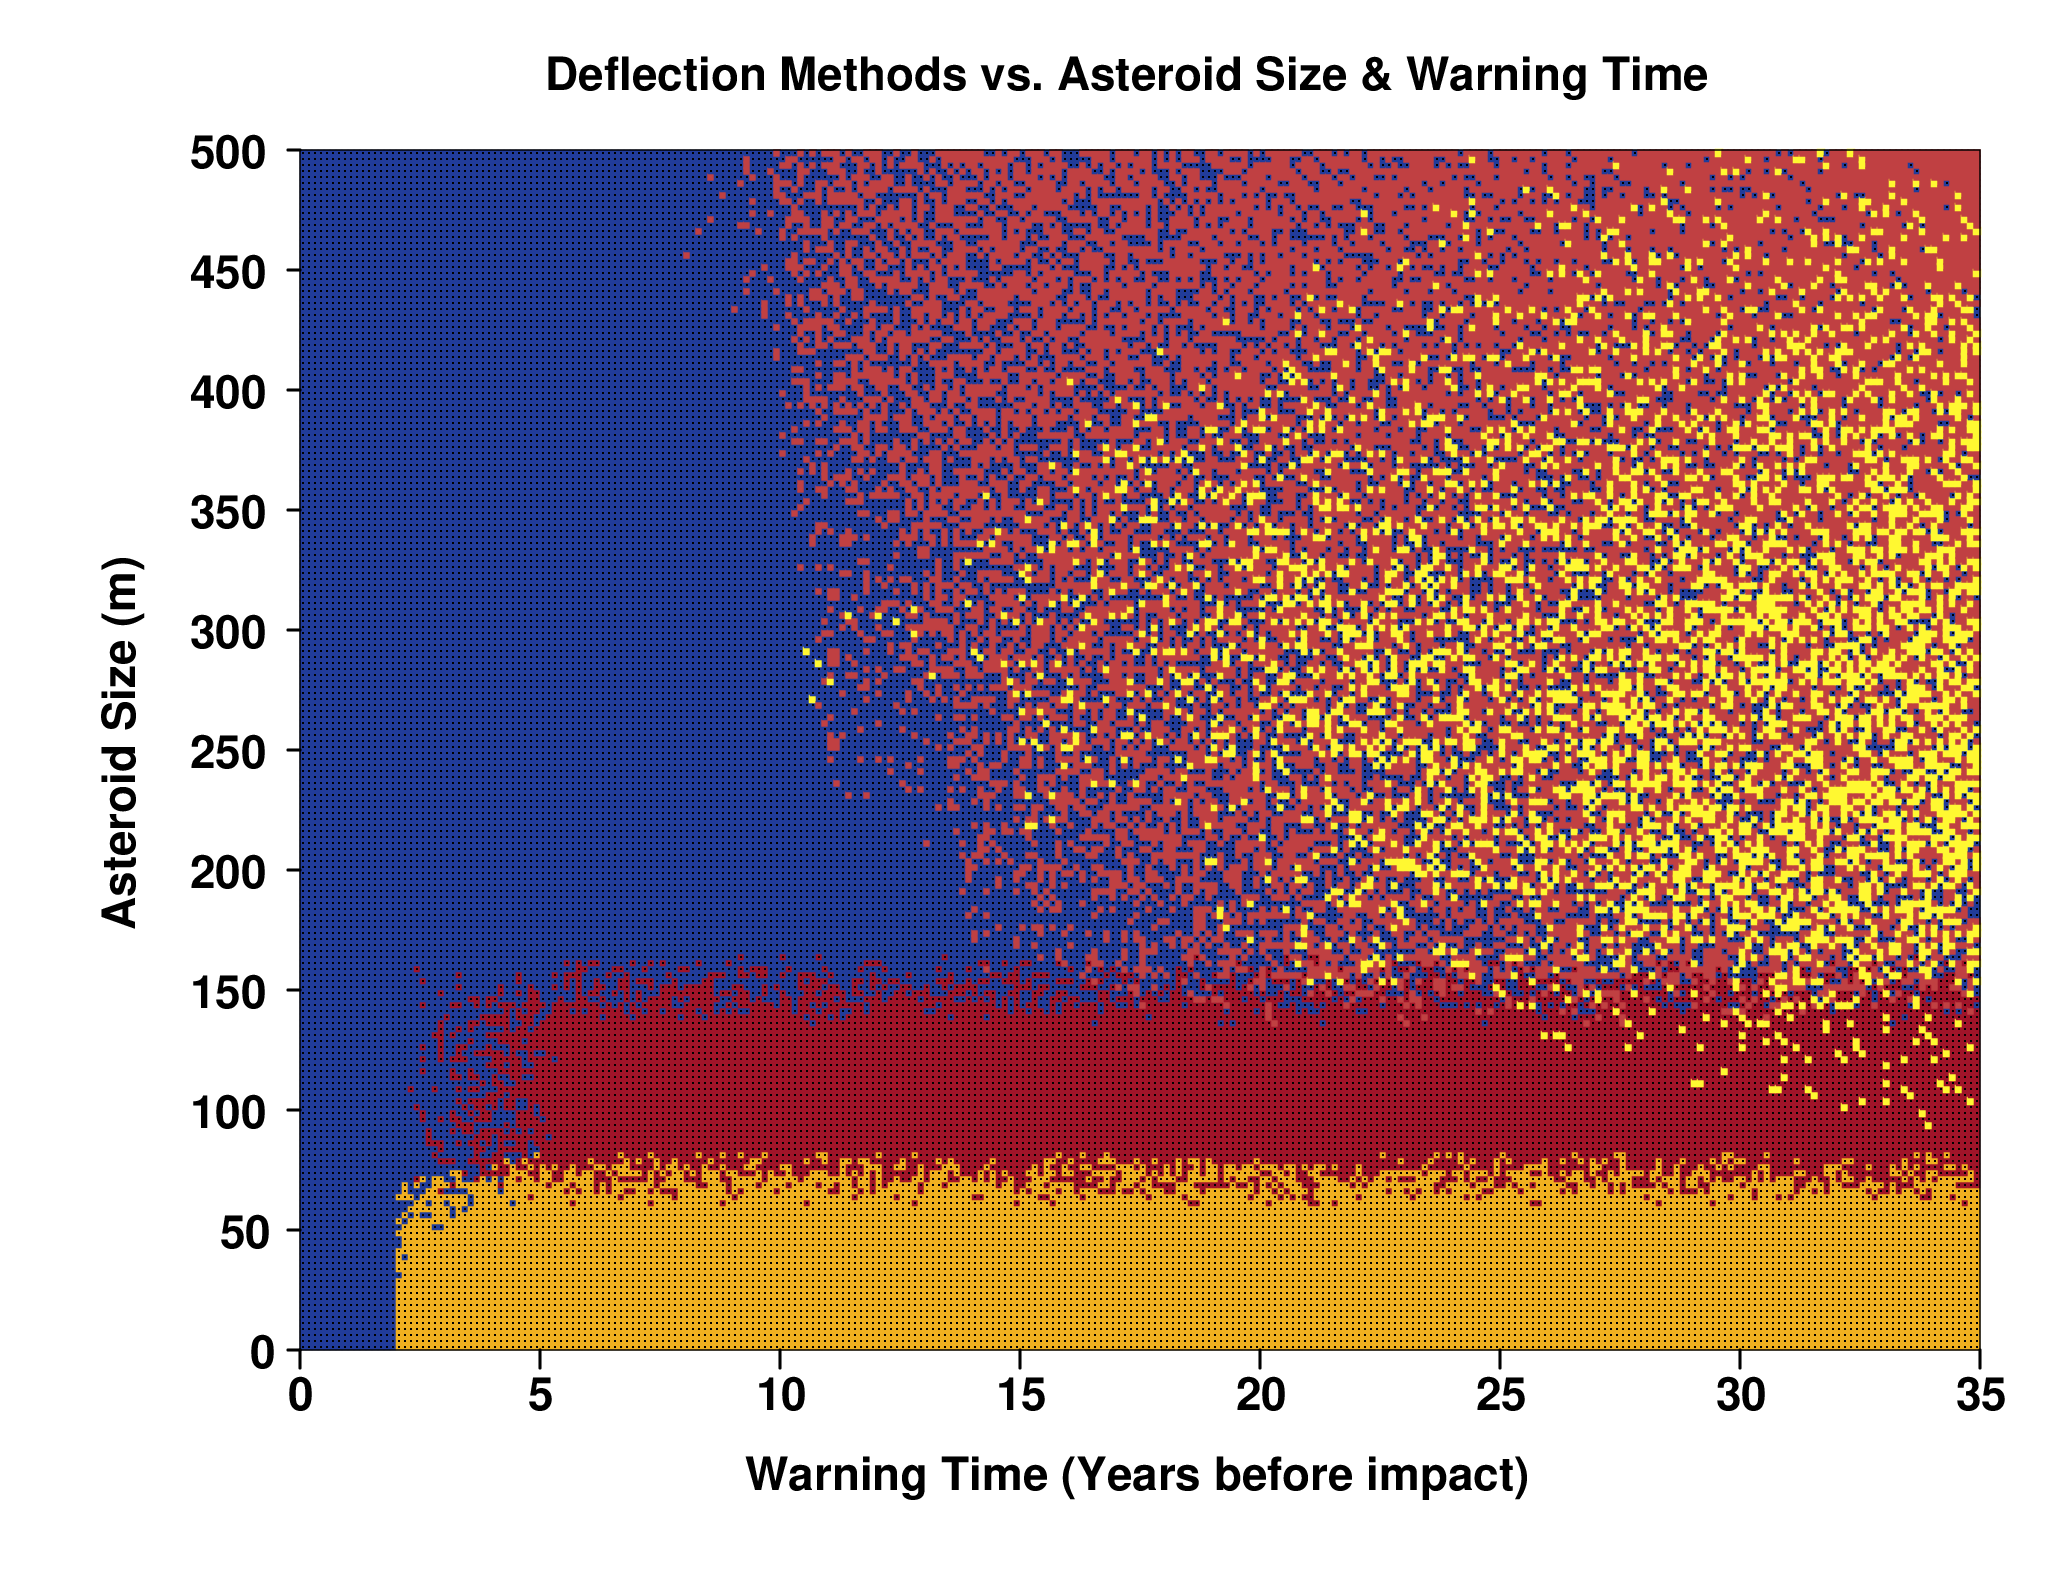 Deflection Methods vs. Asteroid Size & Warning Time
500
450
400
350
300
250
200
150
100
50
0
Asteroid Size (m)
0 5 10 15 20 25 30 35
Warning Time (Years before impact)